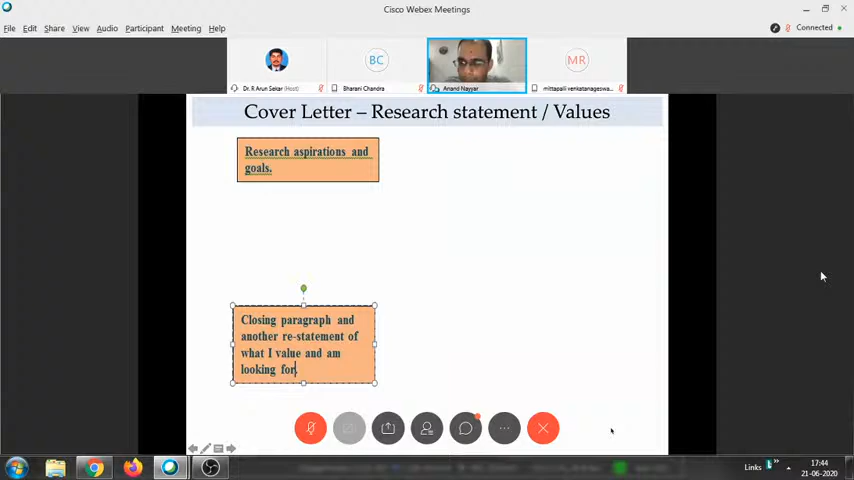 Cisco Webex Meetings
File Edit Share View Audio Participant Meeting Help
Connected
BC
MR
Dr. R Arun Sekar (Host)
Bharani Chandra
Anand Nayyar
mittapalli venkatanageswa...
Cover Letter – Research statement / Values
Research aspirations and
goals.
Closing paragraph and
another re-statement of
what I value and am
looking for.
Links
17:44
21-06-2020